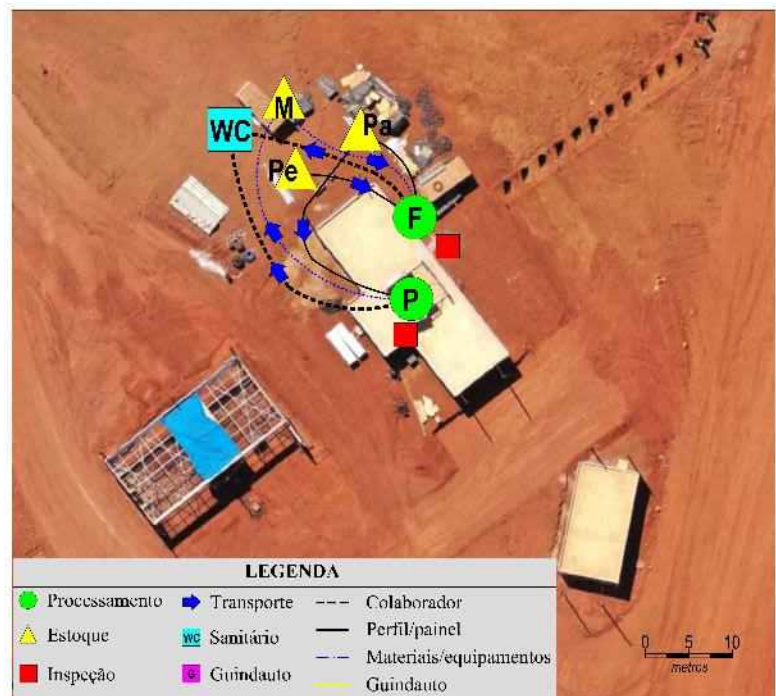 M
WC
Pa
Pe
F
P
LEGENDA
Processamento
Transporte
Colaborador
Estoque
WC
Sanitário
Perfil/painel
Inspeção
G
Guindauto
Materiais/equipamentos
Guindauto
0 5 10
metros